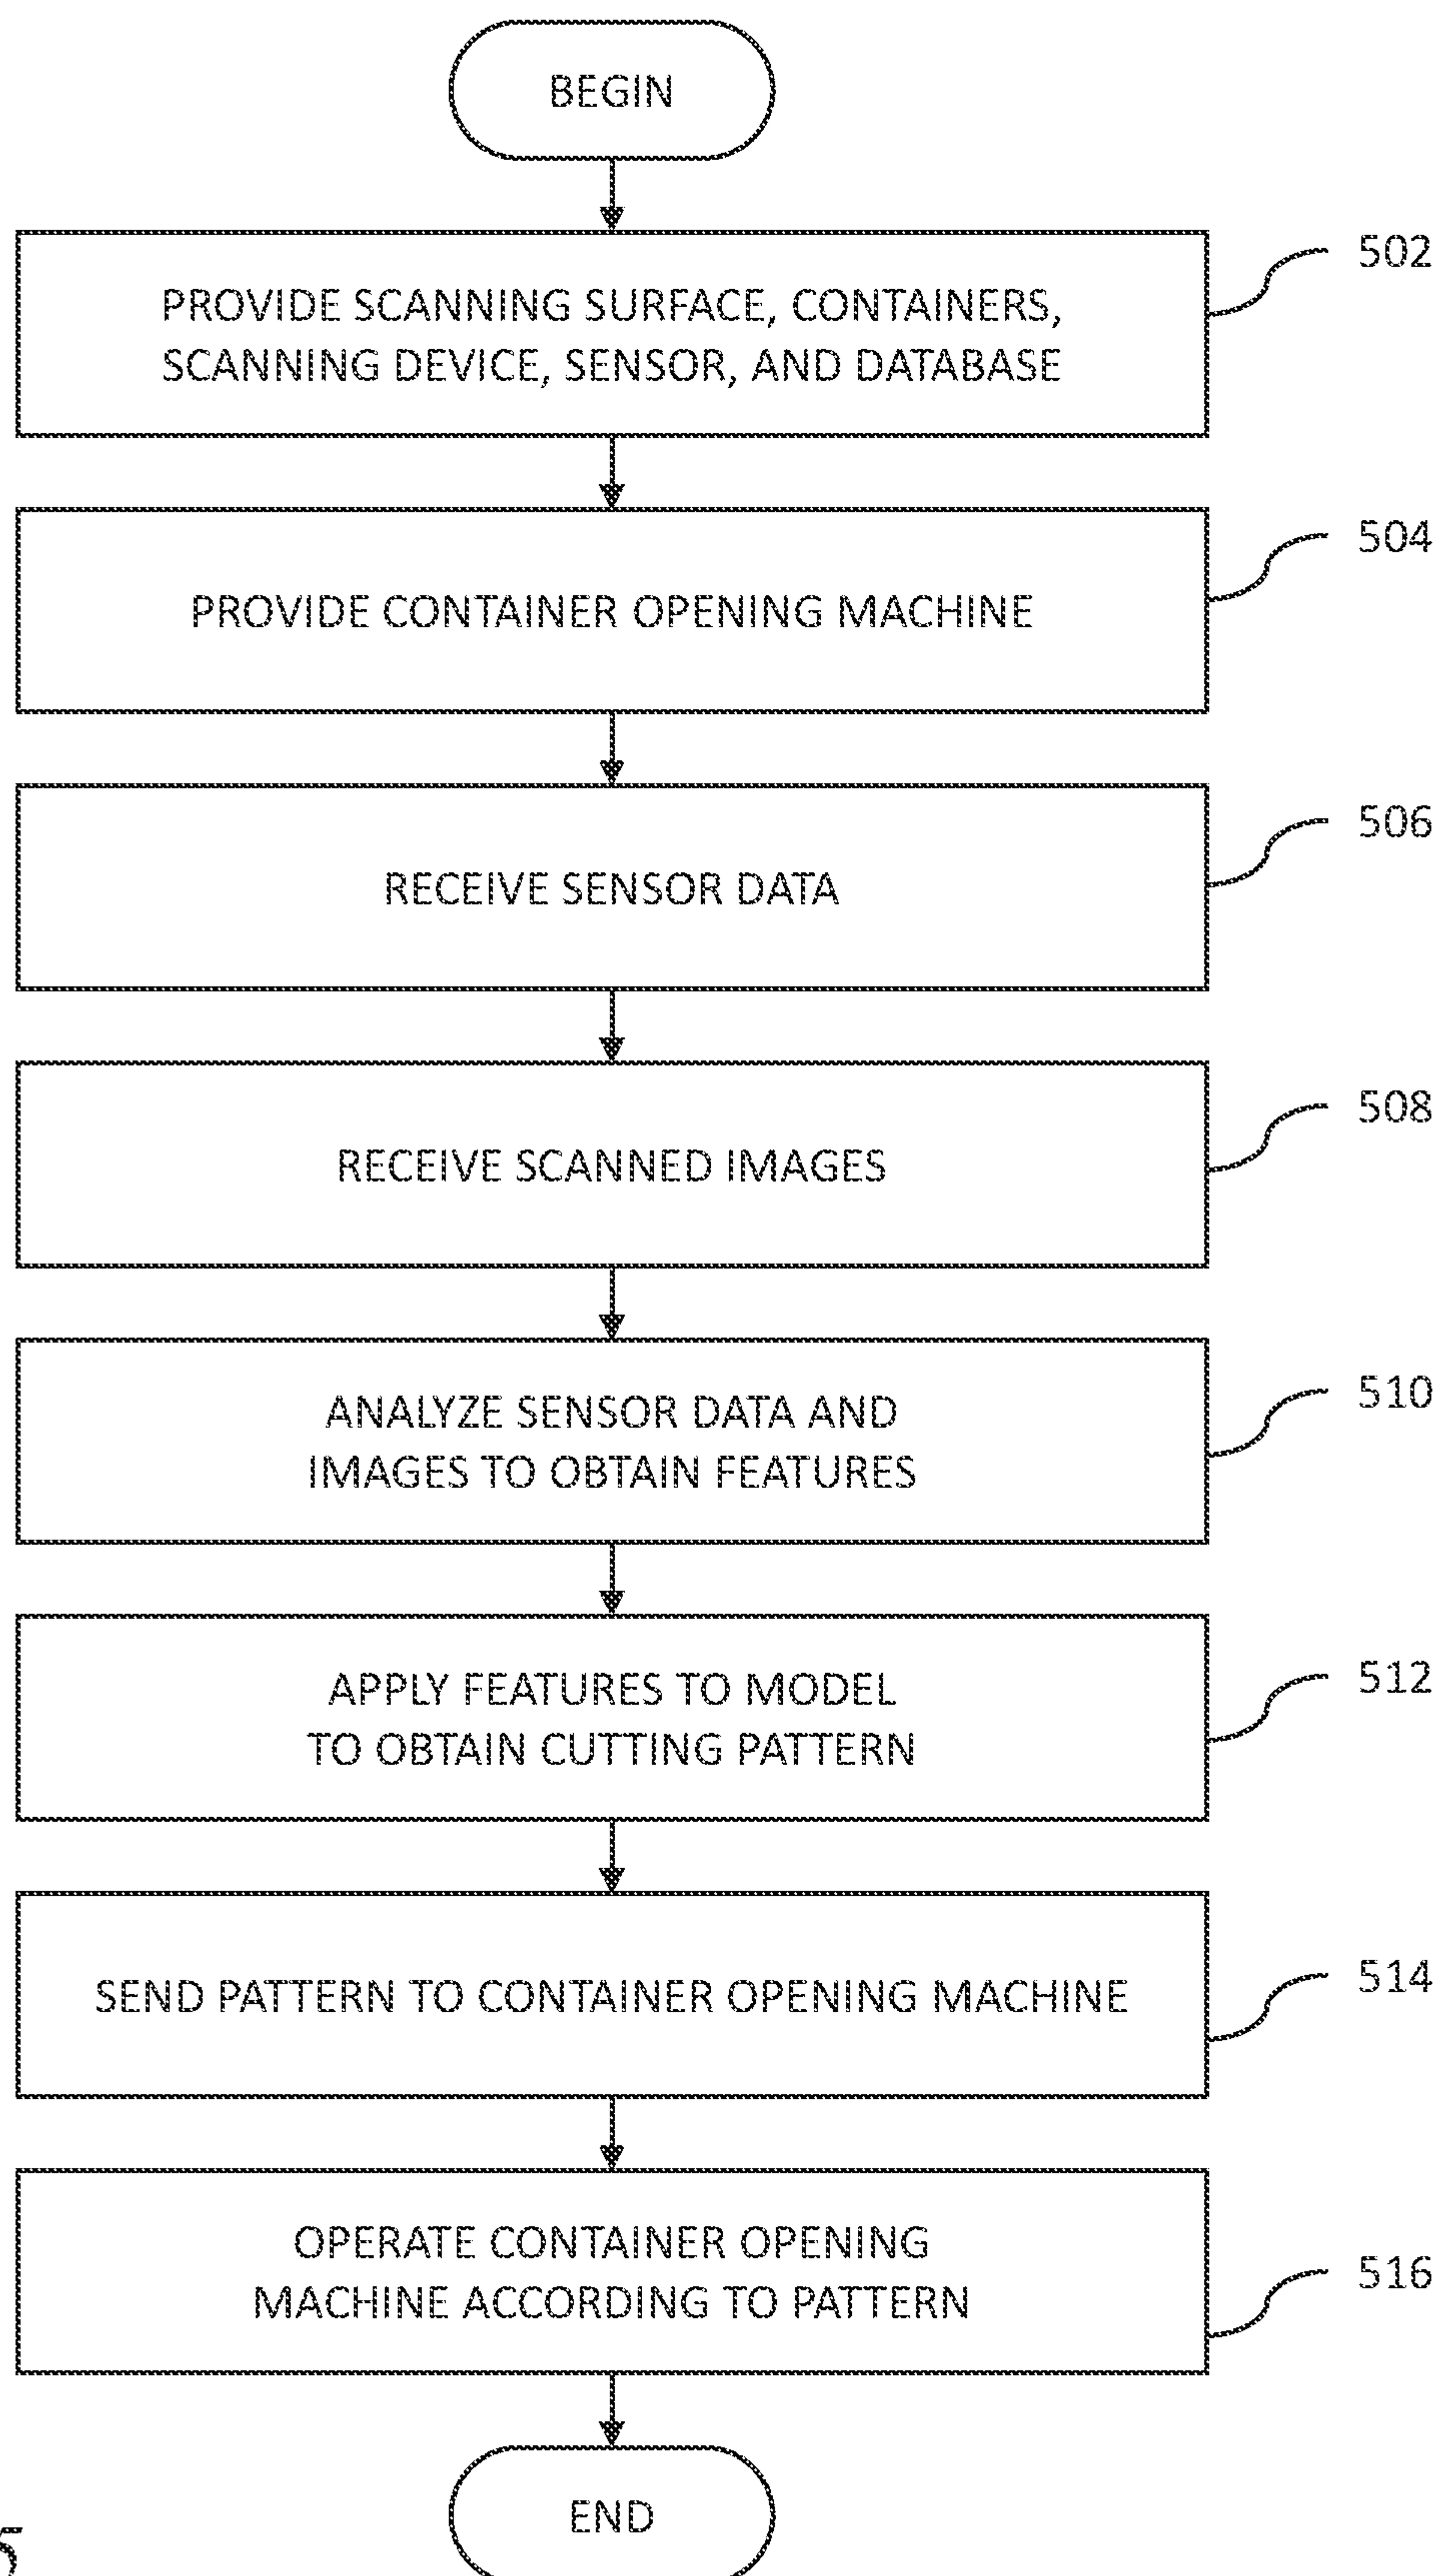 BEGIN
PROVIDE SCANNING SURFACE, CONTAINERS,
SCANNING DEVICE, SENSOR, AND DATABASE
502
PROVIDE CONTAINER OPENING MACHINE
504
RECEIVE SENSOR DATA
506
RECEIVE SCANNED IMAGES
508
ANALYZE SENSOR DATA AND
IMAGES TO OBTAIN FEATURES
510
APPLY FEATURES TO MODEL
TO OBTAIN CUTTING PATTERN
512
SEND PATTERN TO CONTAINER OPENING MACHINE
514
OPERATE CONTAINER OPENING
MACHINE ACCORDING TO PATTERN
516
END
5